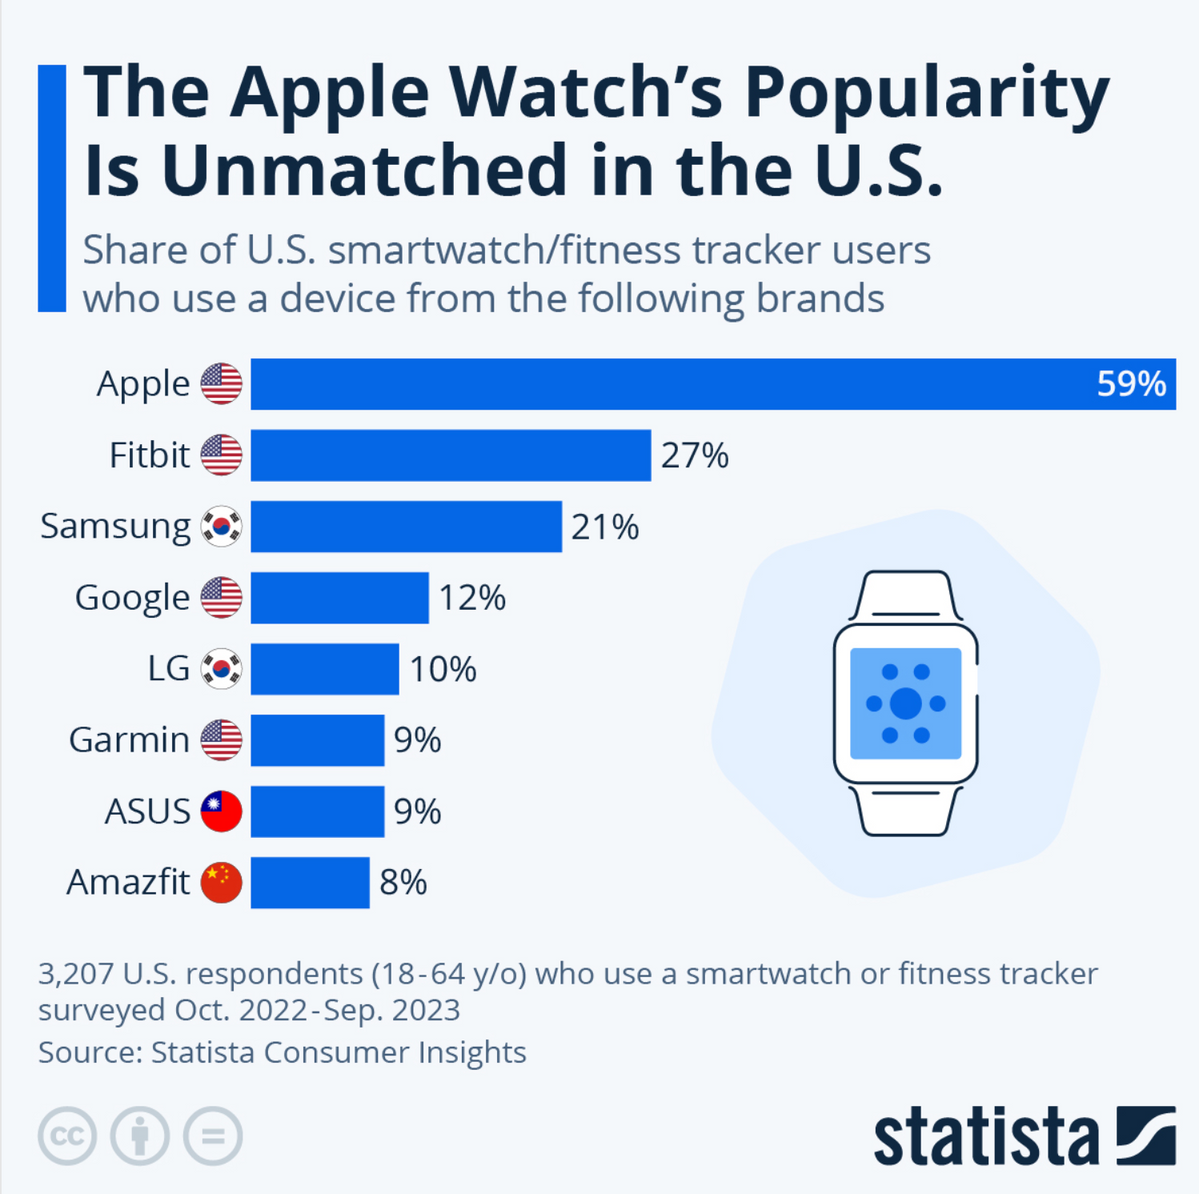 The Apple Watch’s Popularity
Is Unmatched in the U.S.
Share of U.S. smartwatch/fitness tracker users
who use a device from the following brands
Apple 59%
Fitbit 27%
Samsung 21%
Google 12%
LG 10%
Garmin 9%
ASUS 9%
Amazfit 8%
3,207 U.S. respondents (18-64 y/o) who use a smartwatch or fitness tracker
surveyed Oct. 2022-Sep. 2023
Source: Statista Consumer Insights
cc =
statista